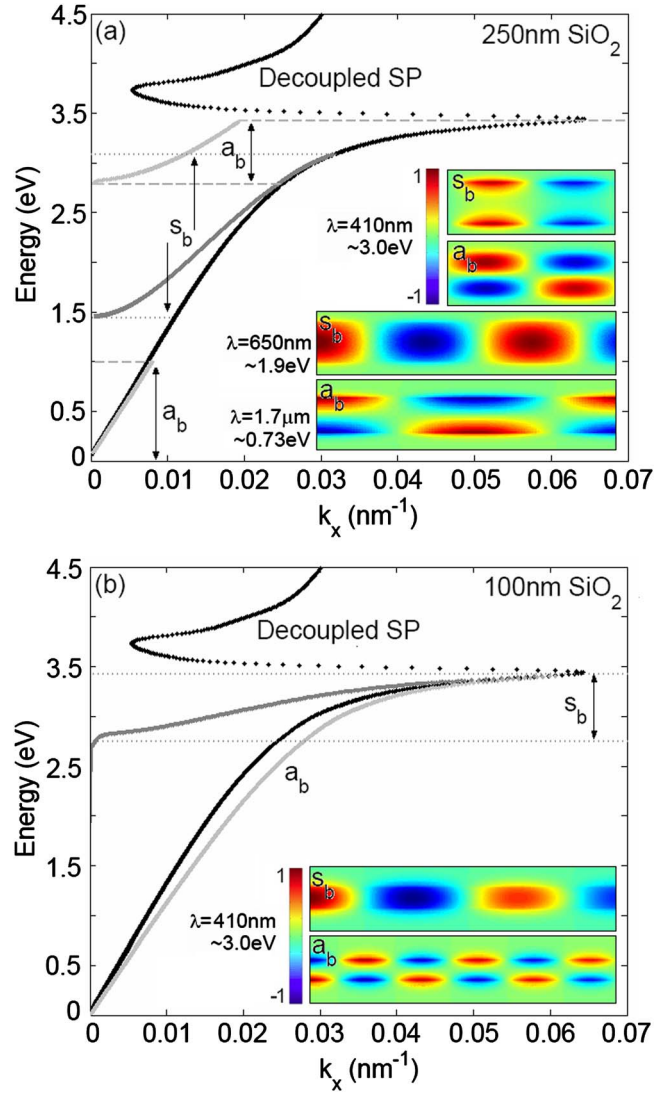 4.5
(a)
250nm SiO2
Decoupled SP
3.5
ab
2.5
sb
1
-1
λ=410nm
~3.0eV
sb
ab
1.5
λ=650nm
~1.9eV
sb
ab
λ=1.7μm
~0.73eV
ab
0.5
0
Energy (eV)
0 0.01 0.02 0.03 0.04 0.05 0.06 0.07
kx (nm-1)
4.5
(b)
100nm SiO2
Decoupled SP
3.5
sb
2.5
ab
1.5
1
-1
λ=410nm
~3.0eV
sb
ab
0.5
0
Energy (eV)
0 0.01 0.02 0.03 0.04 0.05 0.06 0.07
kx (nm-1)